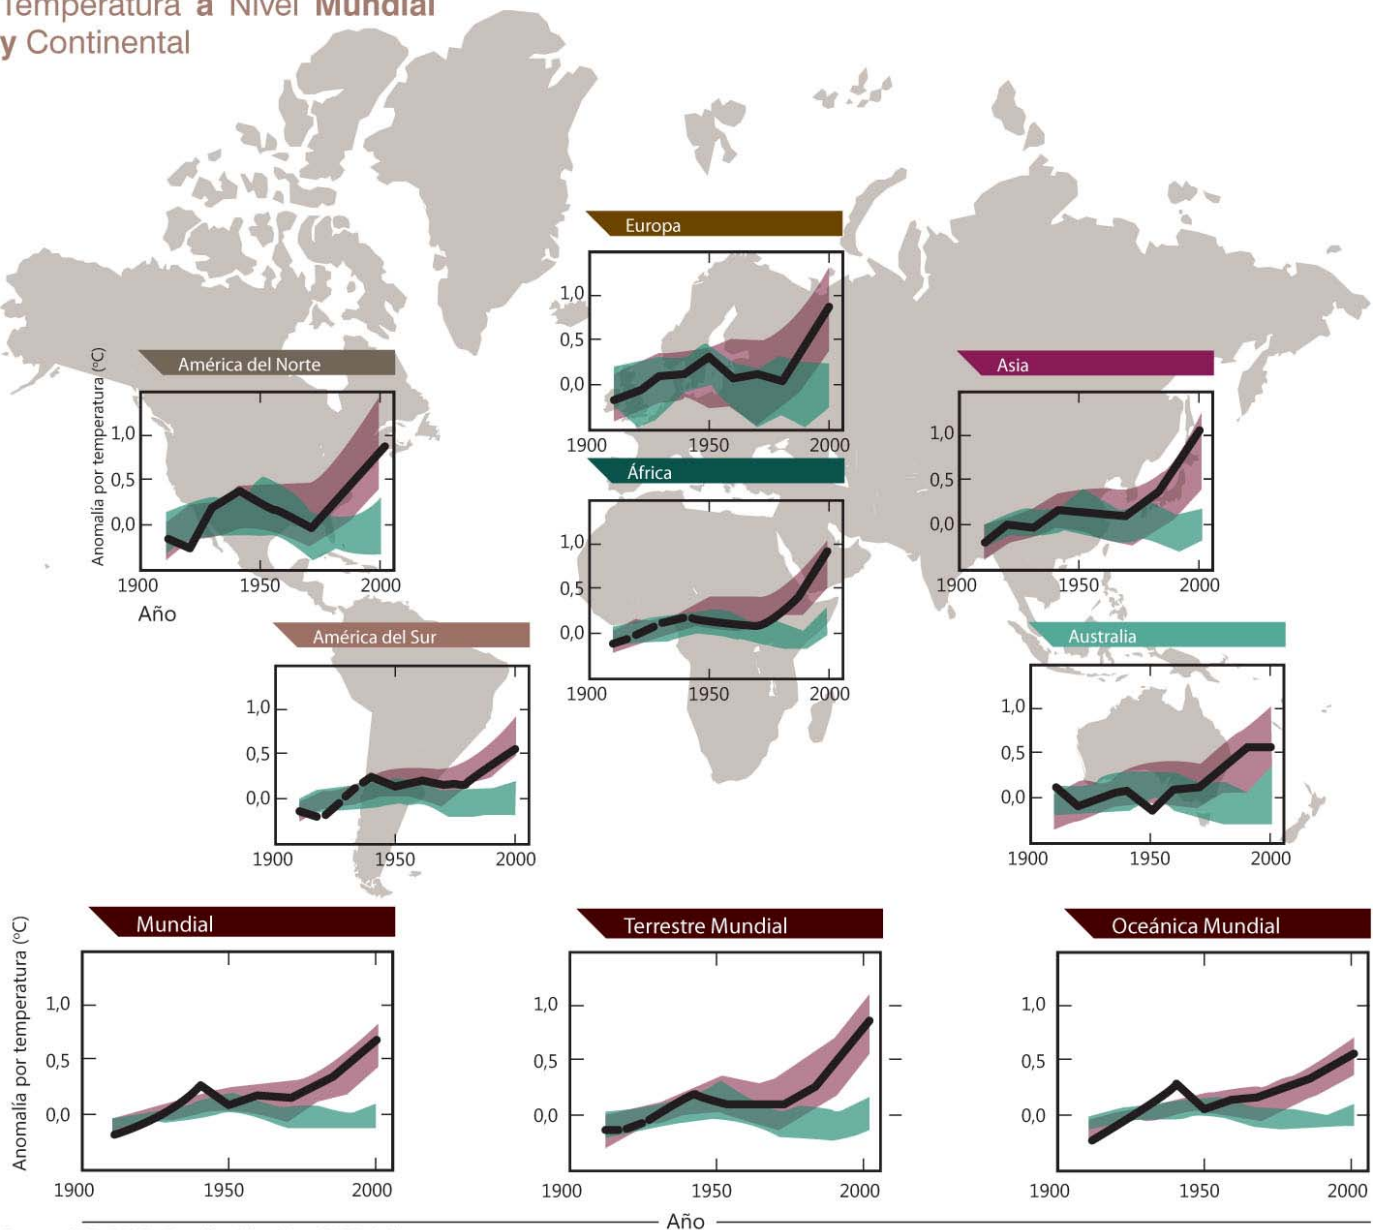 Temperatura a Nivel Mundial
y Continental
Europa
1,0
0,5
0,0
1900 1950 2000
América del Norte
Anomalía por temperatura (ºC)
1,0
0,5
0,0
1900 1950 2000
Año
Asia
1,0
0,5
0,0
1900 1950 2000
África
1,0
0,5
0,0
1900 1950 2000
América del Sur
1,0
0,5
0,0
1900 1950 2000
Australia
1,0
0,5
0,0
1900 1950 2000
Mundial
Anomalía por temperatura (ºC)
1,0
0,5
0,0
1900 1950 2000
Terrestre Mundial
1,0
0,5
0,0
1900 1950 2000
Oceánica Mundial
1,0
0,5
0,0
1900 1950 2000
Año